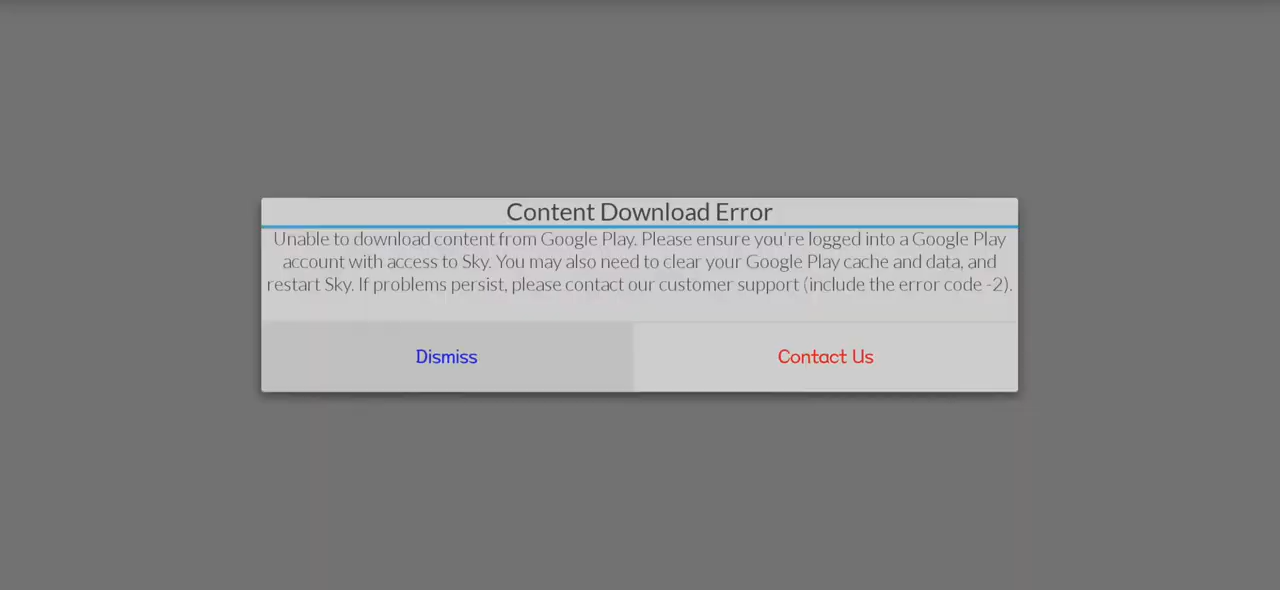 Content Download Error
Unable to download content from Google Play. Please ensure you're logged into a Google Play
account with access to Sky. You may also need to clear your Google Play cache and data, and
restart Sky. If problems persist, please contact our customer support (include the error code -2).
Dismiss
Contact Us